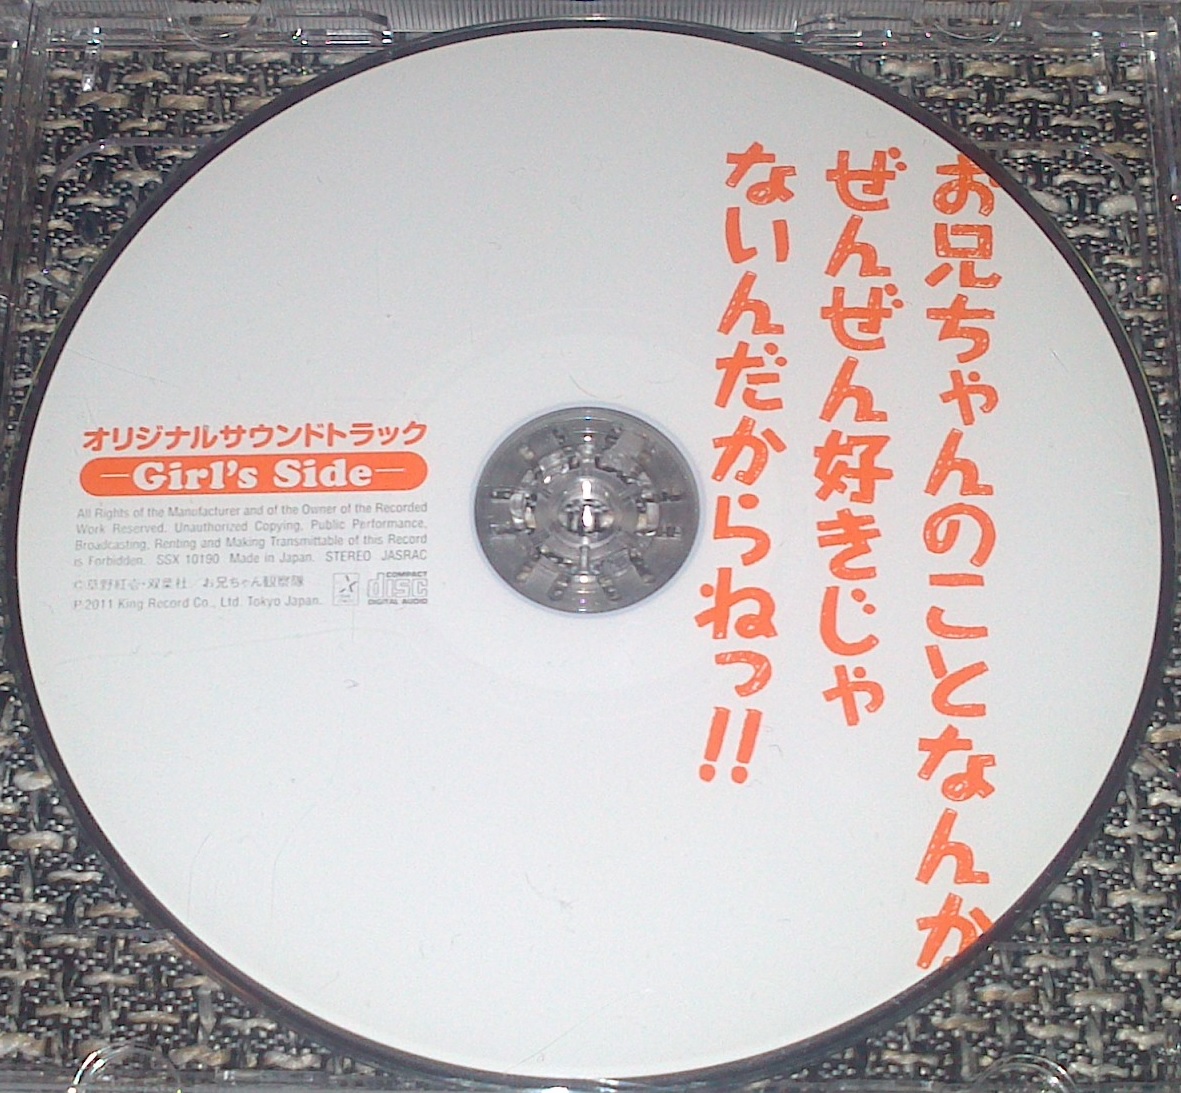 お兄ちゃんのことなんか
ぜんぜん好きじゃ
ないんだからねっ!!
オリジナルサウンドトラック
—Girl's Side—
All Rights of the Manufacturer and of the Owner of the Recorded
Work Reserved. Unauthorized Copying. Public Performance,
Broadcasting, Renting and Making Transmittable of this Record
is Forbidden. SSX 10190 Made in Japan. STEREO JASRAC
©草野紅壱・双葉社/お兄ちゃん観察隊
℗2011 King Record Co., Ltd. Tokyo Japan.
COMPACT
disc
DIGITAL AUDIO